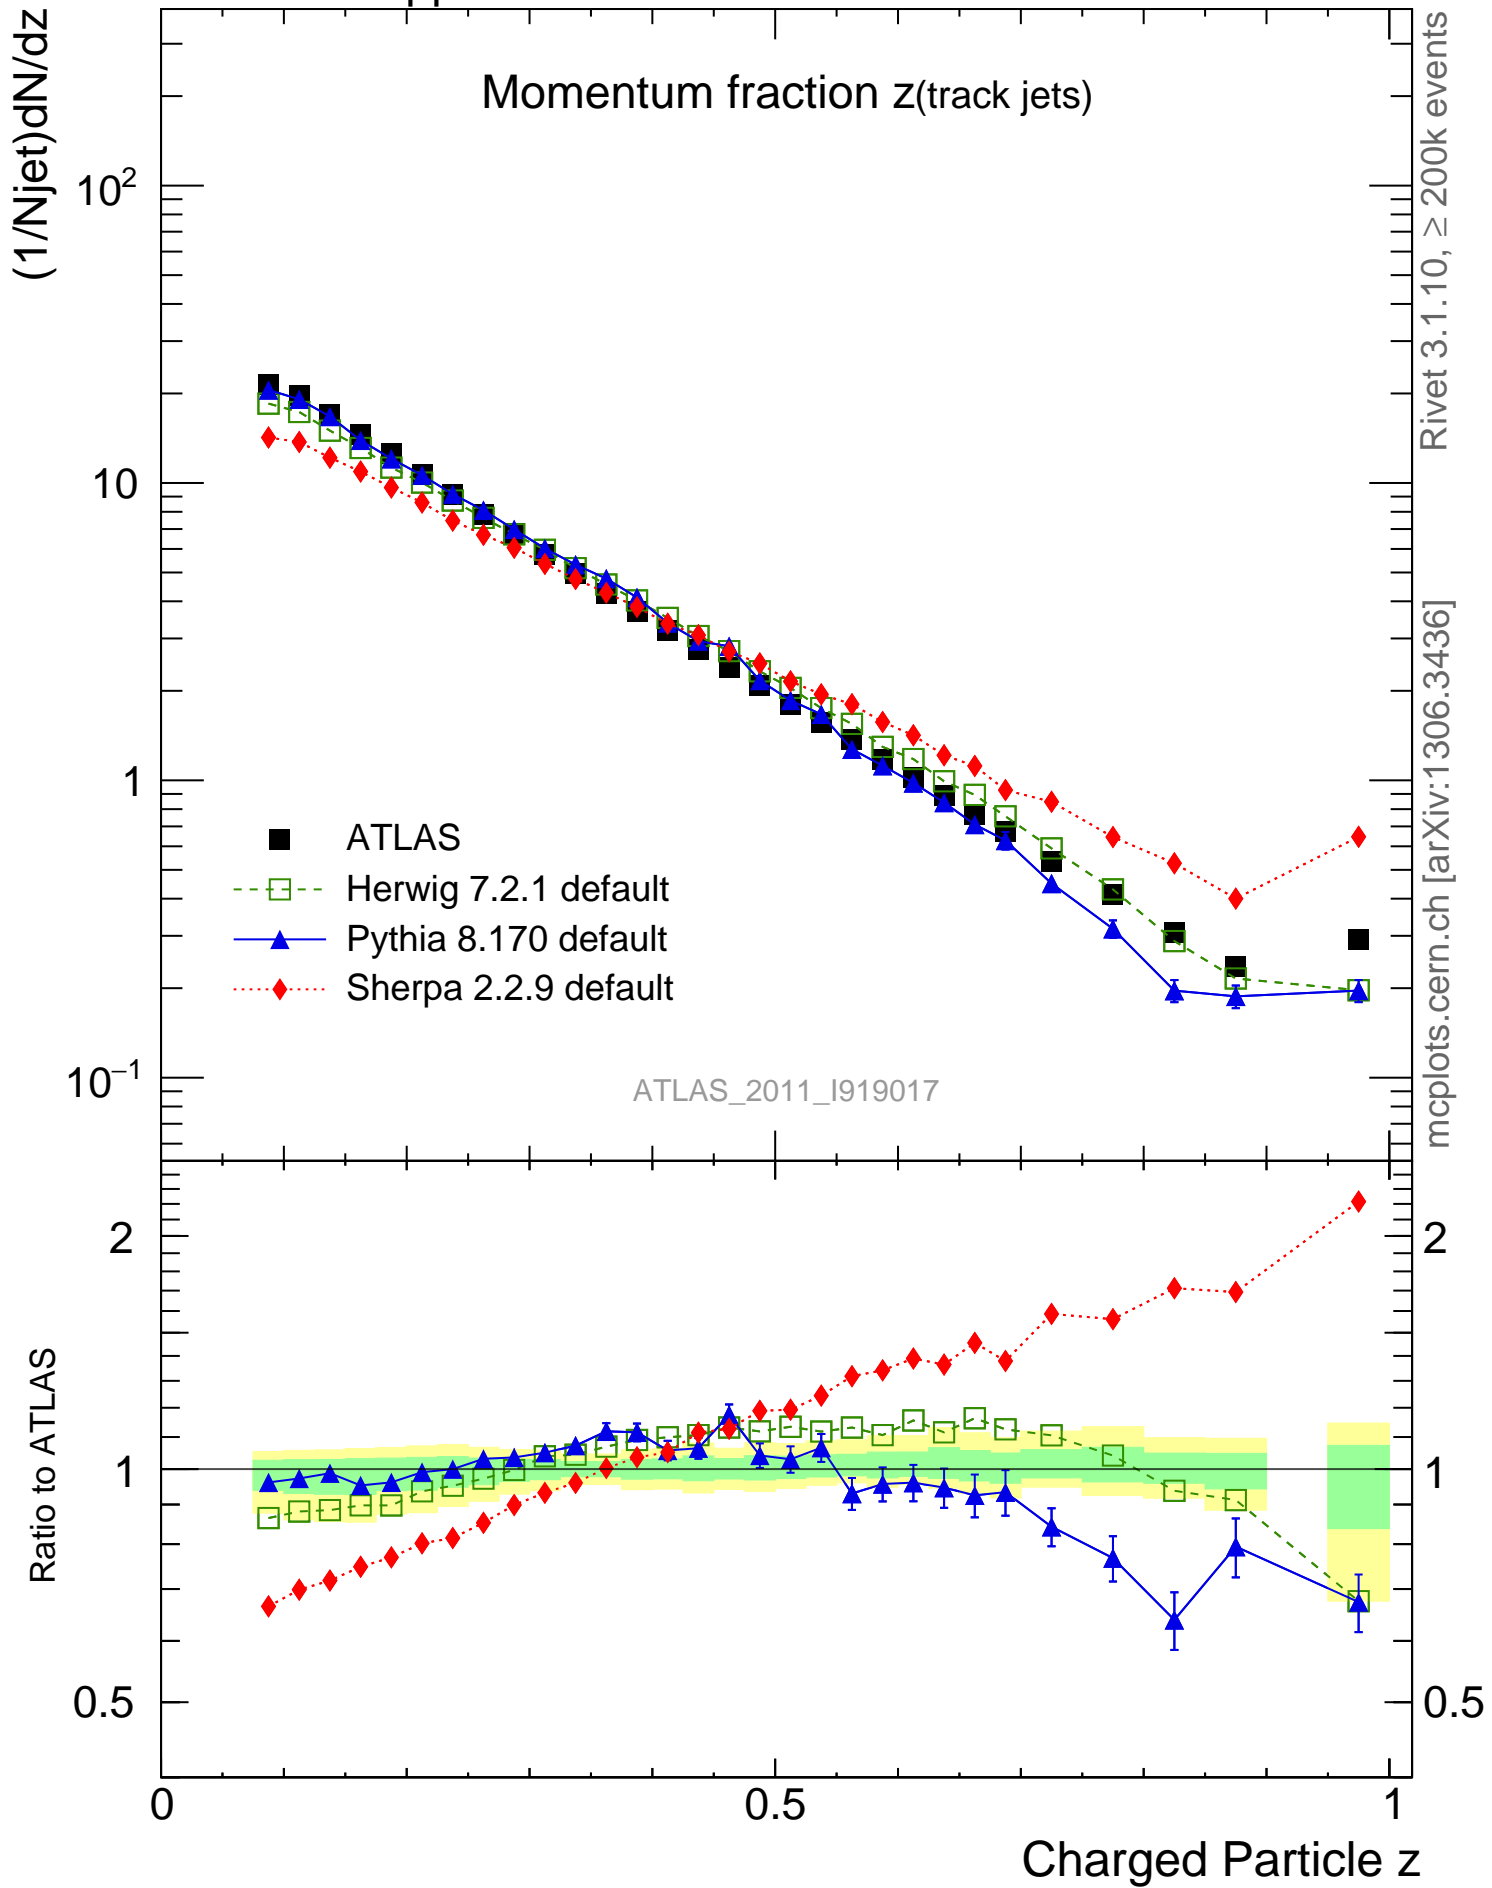 (1/Njet)dN/dz
Momentum fraction z(track jets)
10²
10
1
10⁻¹
ATLAS
Herwig 7.2.1 default
Pythia 8.170 default
Sherpa 2.2.9 default
ATLAS_2011_I919017
Rivet 3.1.10, ≥ 200k events
mcplots.cern.ch [arXiv:1306.3436]
Ratio to ATLAS
2
1
0.5
2
1
0.5
0
0.5
1
Charged Particle z